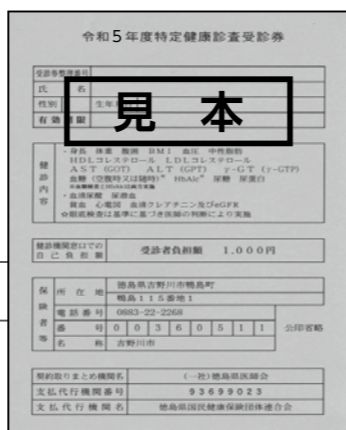 令和5年度特定健康診査受診券
受診券整理番号
氏 名
性別 生年
有効期限
見 本
健診内容
・身長 体重 腹囲 BMI 血圧 中性脂肪
HDLコレステロール LDLコレステロール
AST(GOT) ALT(GPT) γ-GT(γ-GTP)
血糖(空腹時又は随時)* HbA1c* 尿糖 尿蛋白
・血清尿酸 尿潜血
貧血 心電図 血清クレアチニン及びeGFR
☆眼底検査は基準に基づき医師の判断により実施
健診機関窓口での
自己負担額
受診者負担額 1,000円
保険者等
所在地 徳島県吉野川市鴨島町
鴨島115番地1
電話番号 0883-22-2268
番号 0 0 3 6 0 5 1 1 公印省略
名称 吉野川市
契約取りまとめ機関名 (一社)徳島県医師会
支払代行機関番号 93699023
支払代行機関名 徳島県国民健康保険団体連合会